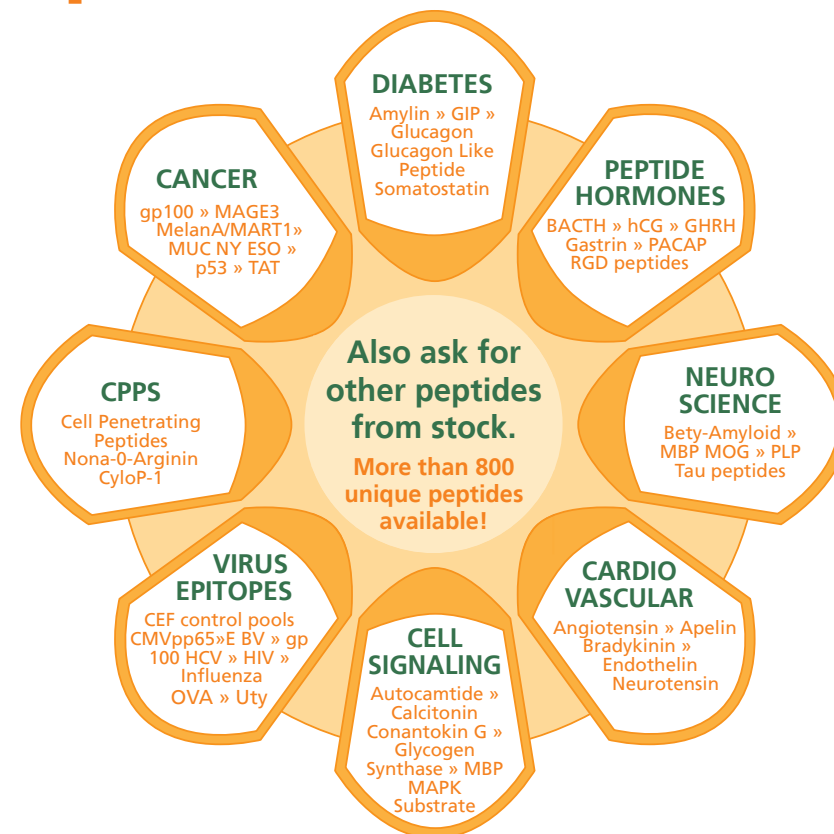 DIABETES
Amylin » GIP »
Glucagon
Glucagon Like
Peptide
Somatostatin
PEPTIDE
HORMONES
BACTH » hCG » GHRH
Gastrin » PACAP
RGD peptides
NEURO
SCIENCE
Bety-Amyloid »
MBP MOG » PLP
Tau peptides
CARDIO
VASCULAR
Angiotensin » Apelin
Bradykinin »
Endothelin
Neurotensin
CELL
SIGNALING
Autocamtide »
Calcitonin
Conantokin G »
Glycogen
Synthase » MBP
MAPK
Substrate
VIRUS
EPITOPES
CEF control pools
CMVpp65»E BV » gp
100 HCV » HIV »
Influenza
OVA » Uty
CPPS
Cell Penetrating
Peptides
Nona-0-Arginin
CyloP-1
CANCER
gp100 » MAGE3
MelanA/MART1»
MUC NY ESO »
p53 » TAT
Also ask for
other peptides
from stock.
More than 800
unique peptides
available!